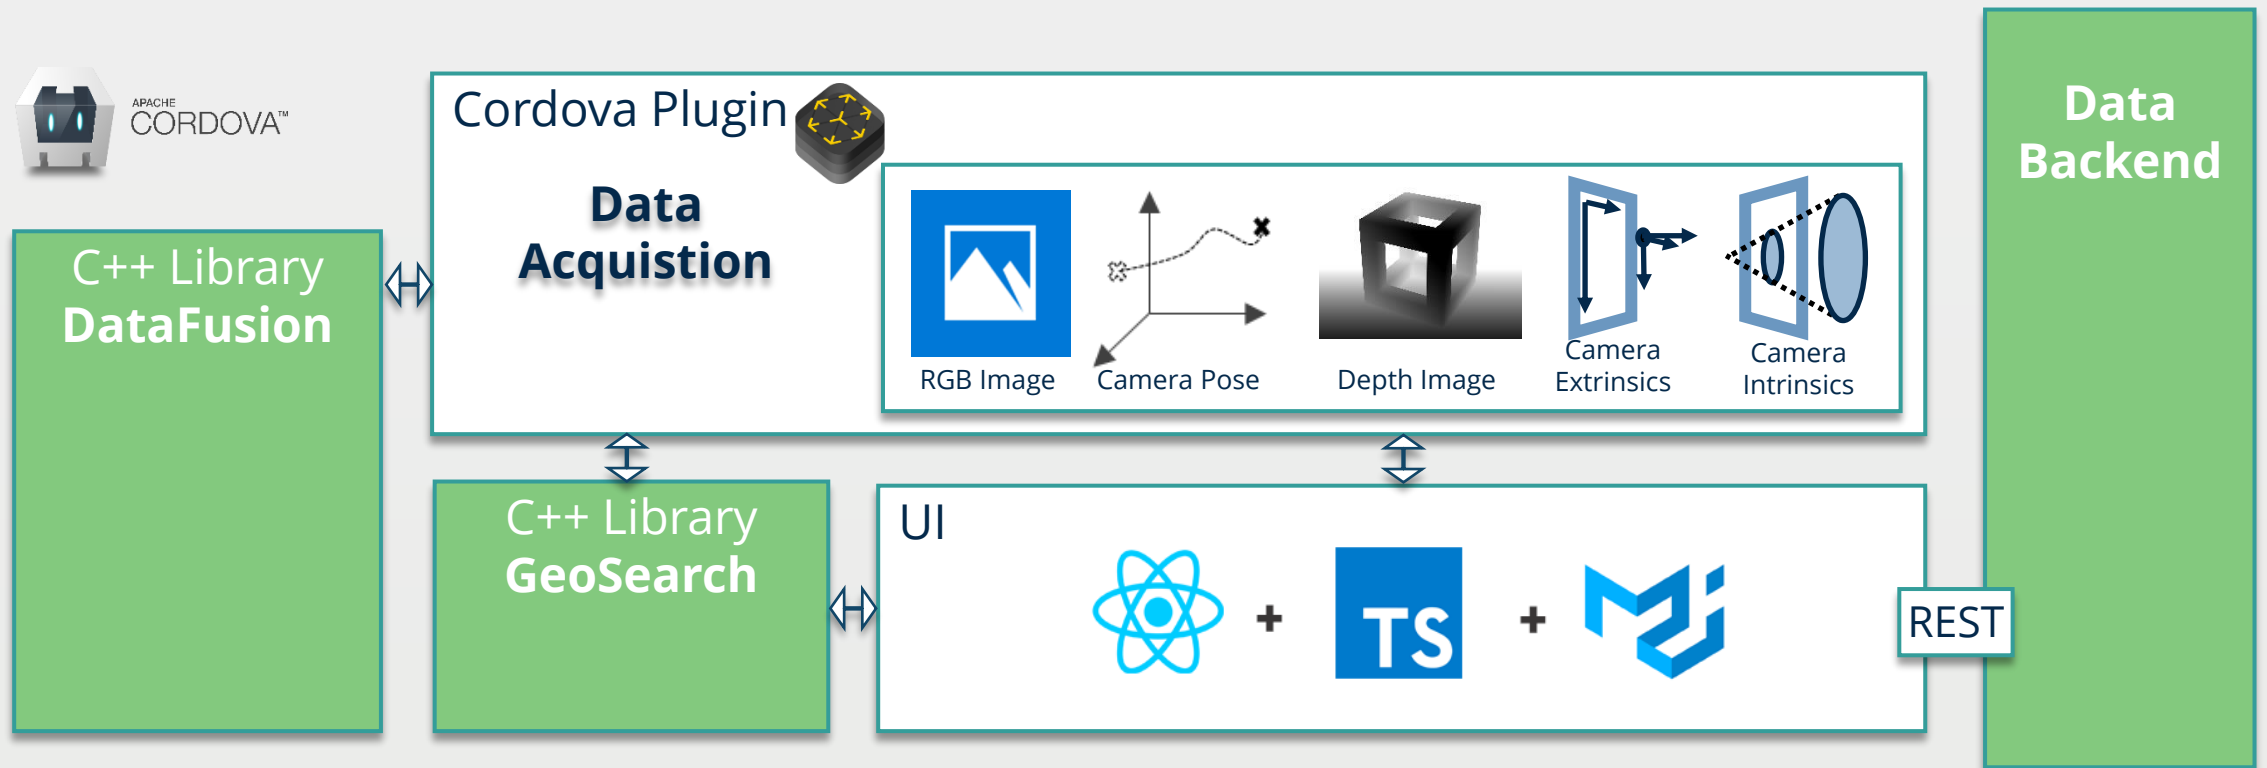 APACHE
CORDOVA™
Cordova Plugin
Data
Acquistion
RGB Image
Camera Pose
Depth Image
Camera
Extrinsics
Camera
Intrinsics
C++ Library
DataFusion
C++ Library
GeoSearch
UI
TS
REST
Data
Backend